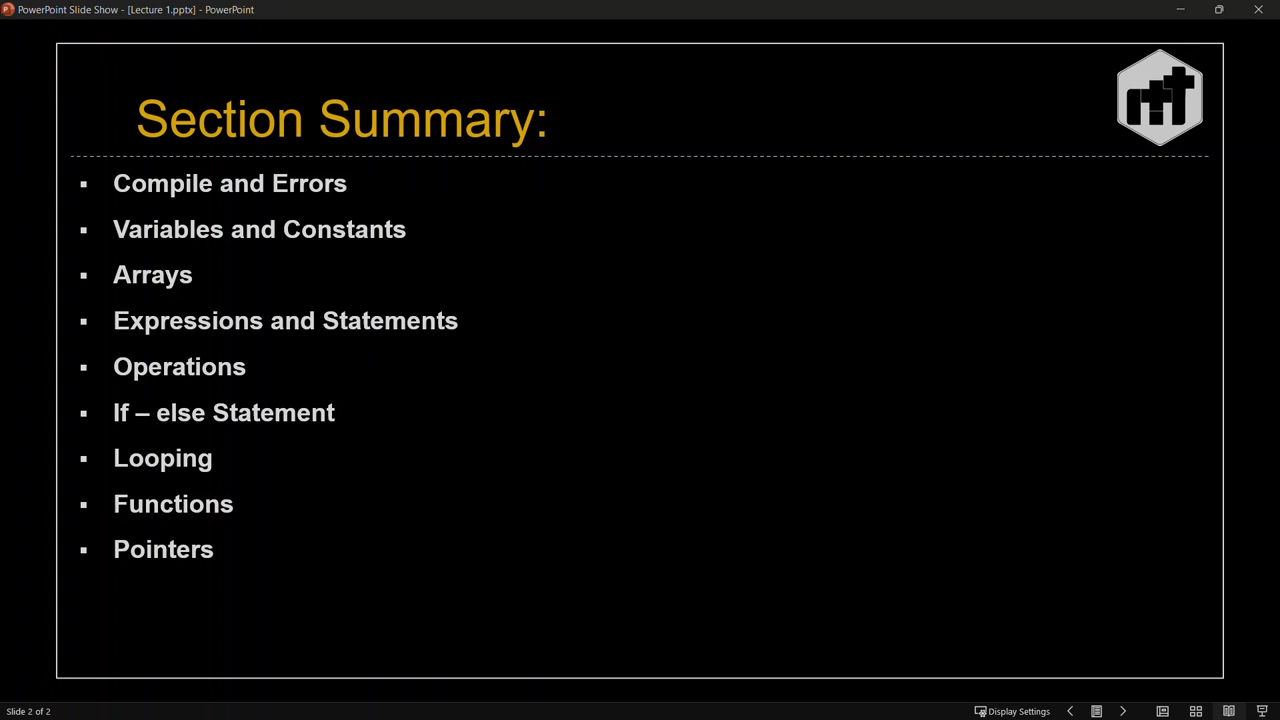 PowerPoint Slide Show - [Lecture 1.pptx] - PowerPoint
Section Summary:
▪ Compile and Errors
▪ Variables and Constants
▪ Arrays
▪ Expressions and Statements
▪ Operations
▪ If – else Statement
▪ Looping
▪ Functions
▪ Pointers
Slide 2 of 2 Display Settings